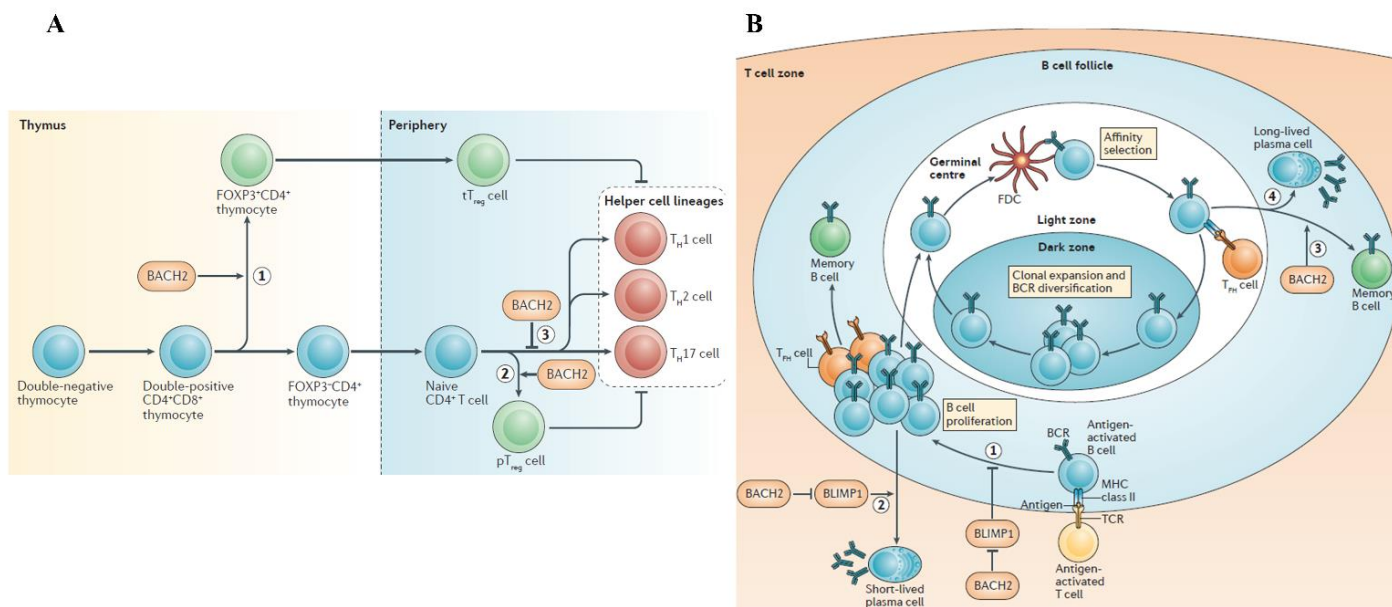 A
Thymus
Periphery
FOXP3⁺CD4⁺
thymocyte
tT_reg cell
Helper cell lineages
T_H1 cell
BACH2
1
BACH2
3
T_H2 cell
2
BACH2
T_H17 cell
Double-negative
thymocyte
Double-positive
CD4⁺CD8⁺
thymocyte
FOXP3⁻CD4⁺
thymocyte
Naive
CD4⁺ T cell
pT_reg cell
B
T cell zone
B cell follicle
Affinity
selection
Long-lived
plasma cell
Germinal
centre
FDC
4
Light zone
Memory
B cell
Dark zone
Clonal expansion and
BCR diversification
3
T_FH cell
BACH2
Memory
B cell
T_FH
cell
B cell
proliferation
1
BCR
Antigen-
activated
B cell
MHC
class II
Antigen
TCR
BACH2
BLIMP1
2
BLIMP1
BACH2
Short-lived
plasma cell
Antigen-
activated
T cell